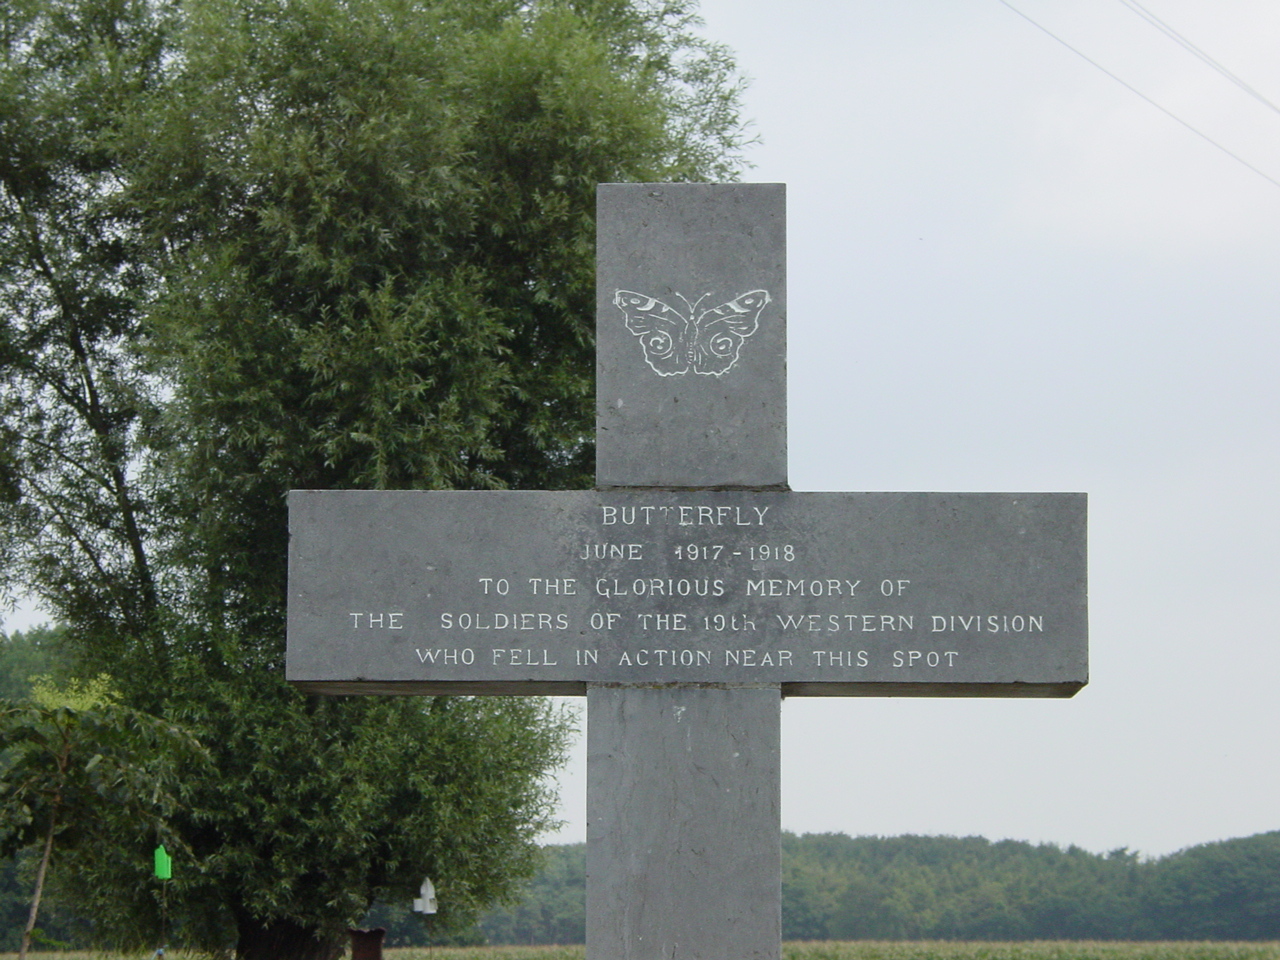 BUTTERFLY
JUNE 1917-1918
TO THE GLORIOUS MEMORY OF
THE SOLDIERS OF THE 19th WESTERN DIVISION
WHO FELL IN ACTION NEAR THIS SPOT